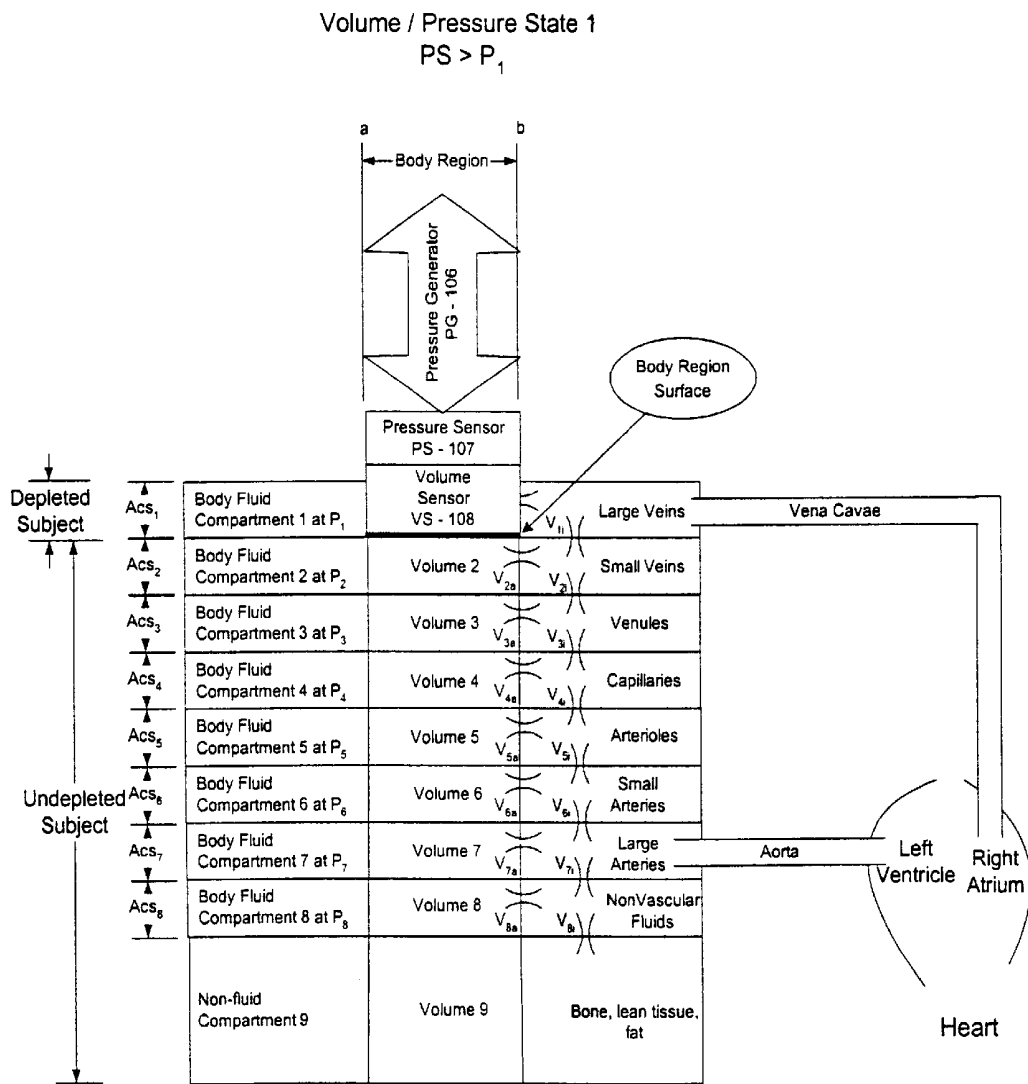 Volume / Pressure State 1
PS > P₁
a
b
Body Region
Pressure Generator
PG - 106
Body Region
Surface
Pressure Sensor
PS - 107
Volume
Sensor
VS - 108
Depleted
Subject
Acs₁
Body Fluid
Compartment 1 at P₁
V₁ᵢ
Large Veins
Vena Cavae
Acs₂
Body Fluid
Compartment 2 at P₂
Volume 2
V₂ₐ
V₂ᵢ
Small Veins
Acs₃
Body Fluid
Compartment 3 at P₃
Volume 3
V₃ₐ
V₃ᵢ
Venules
Acs₄
Body Fluid
Compartment 4 at P₄
Volume 4
V₄ₐ
V₄ᵢ
Capillaries
Acs₅
Body Fluid
Compartment 5 at P₅
Volume 5
V₅ₐ
V₅ᵢ
Arterioles
Undepleted
Subject
Acs₆
Body Fluid
Compartment 6 at P₆
Volume 6
V₆ₐ
V₆ᵢ
Small
Arteries
Acs₇
Body Fluid
Compartment 7 at P₇
Volume 7
V₇ₐ
V₇ᵢ
Large
Arteries
Aorta
Left
Ventricle
Right
Atrium
Acs₈
Body Fluid
Compartment 8 at P₈
Volume 8
V₈ₐ
V₈ᵢ
NonVascular
Fluids
Non-fluid
Compartment 9
Volume 9
Bone, lean tissue,
fat
Heart